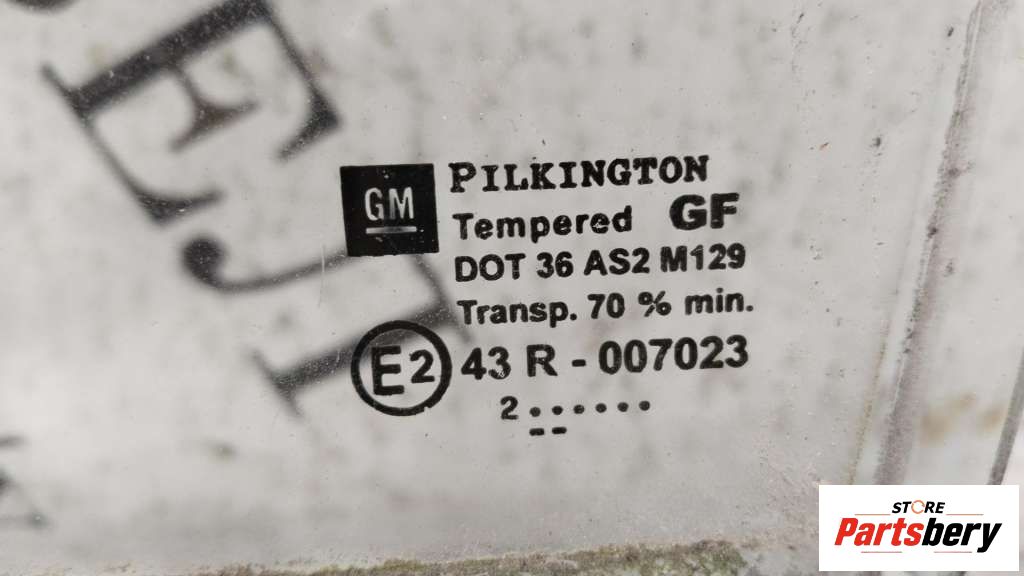 GM
PILKINGTON
Tempered GF
DOT 36 AS2 M129
Transp. 70 % min.
E2 43 R - 007023
2 . . . . . .
- -
STORE
Partsbery